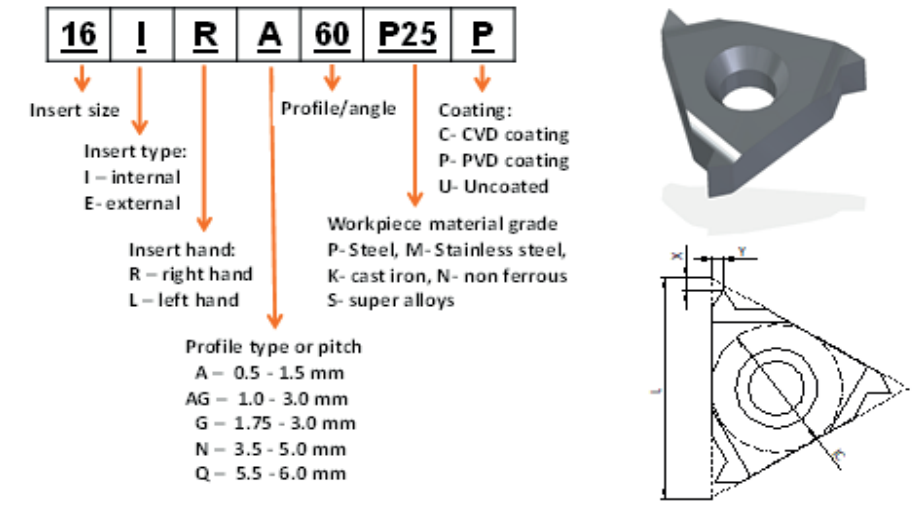 16 I R A 60 P25 P
Insert size
Profile/angle
Coating:
C- CVD coating
P- PVD coating
U- Uncoated
Insert type:
I – internal
E- external
Workpiece material grade
P- Steel, M- Stainless steel,
K- cast iron, N- non ferrous
S- super alloys
Insert hand:
R – right hand
L – left hand
Profile type or pitch
A – 0.5 - 1.5 mm
AG – 1.0 - 3.0 mm
G – 1.75 - 3.0 mm
N – 3.5 - 5.0 mm
Q – 5.5 - 6.0 mm
X
Y
L
IC